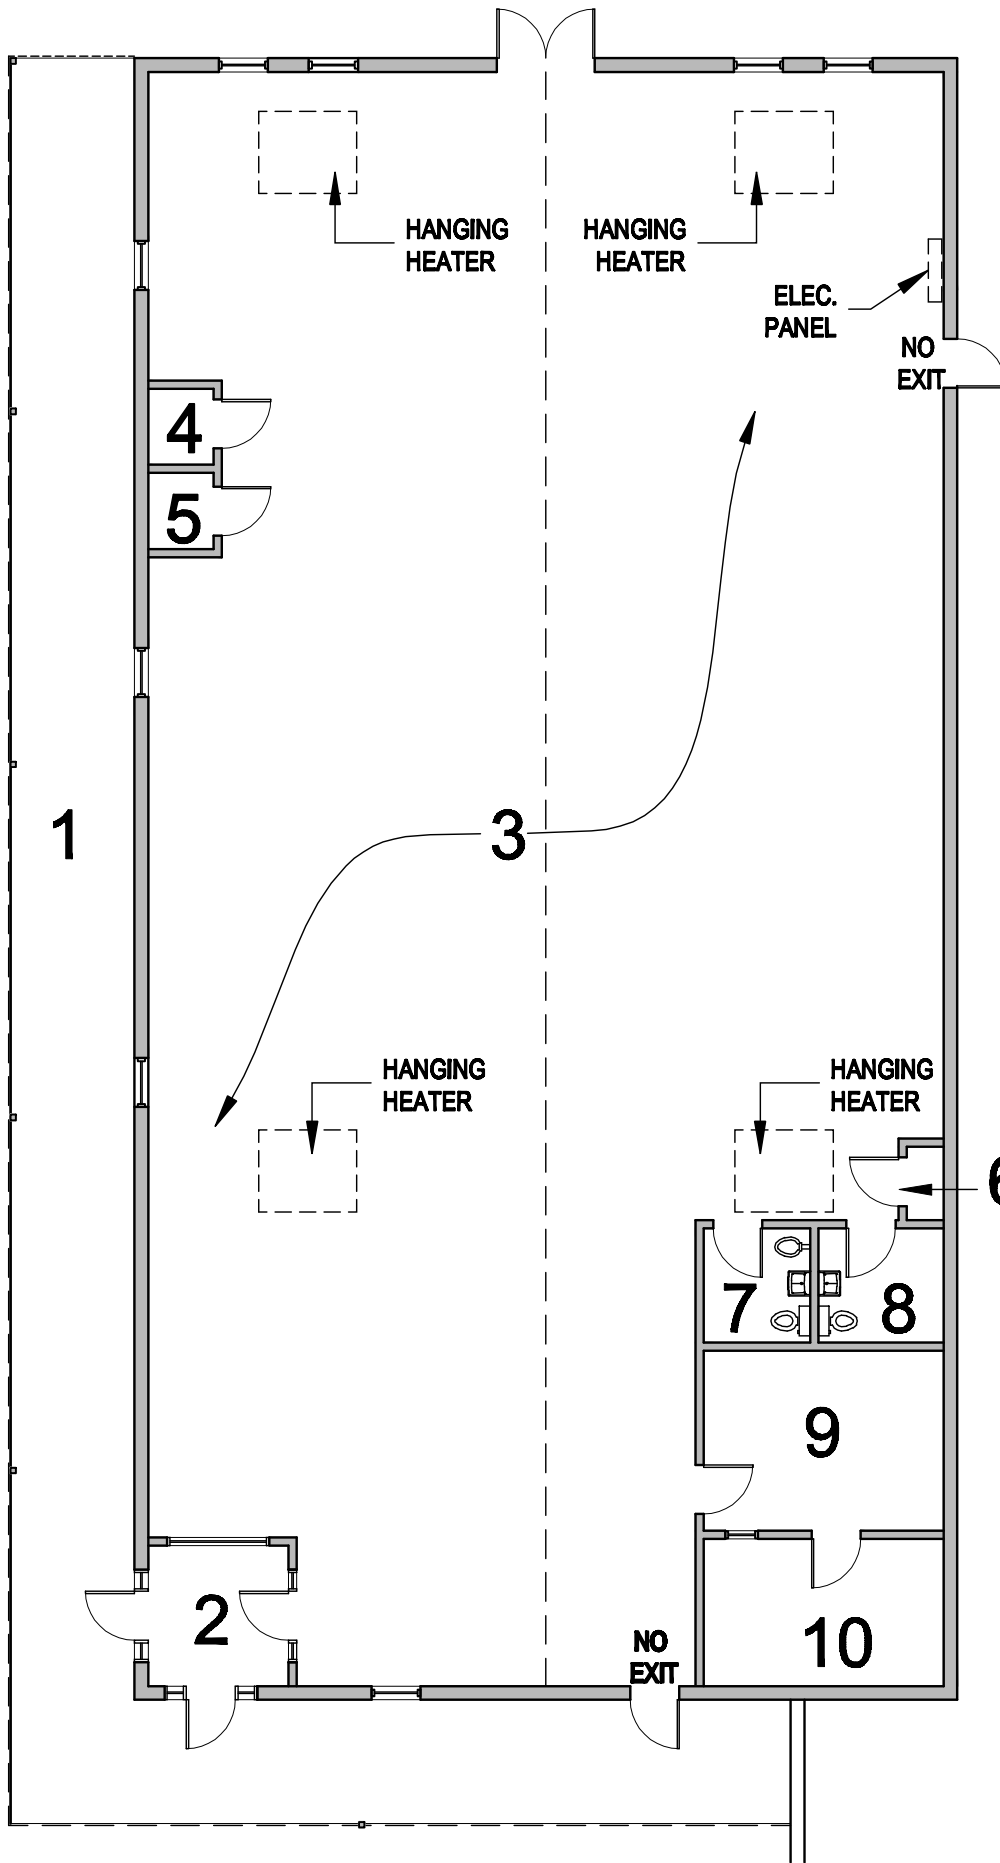 HANGING
HEATER
HANGING
HEATER
ELEC.
PANEL
NO
EXIT
4
5
1
3
HANGING
HEATER
HANGING
HEATER
6
7
8
9
2
10
NO
EXIT